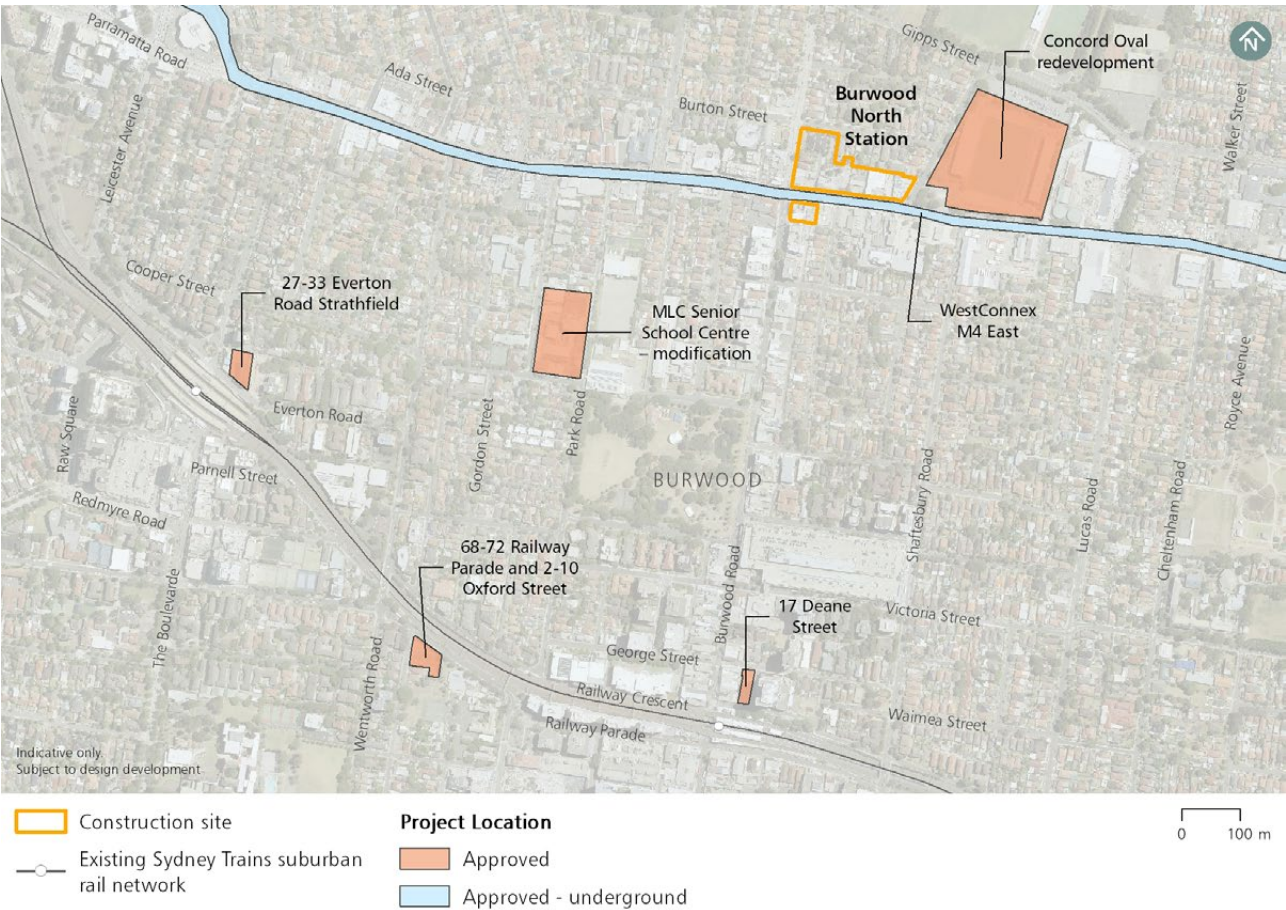 Parramatta Road
Ada Street
Leicester Avenue
Burton Street
Gipps Street
Burwood
North
Station
Concord Oval
redevelopment
N
Walker Street
Cooper Street
27-33 Everton
Road Strathfield
MLC Senior
School Centre
– modification
WestConnex
M4 East
Royce Avenue
Raw Square
Everton Road
Gordon Street
Park Road
Parnell Street
Redmyre Road
BURWOOD
Shaftesbury Road
Lucas Road
Cheltenham Road
68-72 Railway
Parade and 2-10
Oxford Street
The Boulevarde
Wentworth Road
Burwood Road
17 Deane
Street
Victoria Street
George Street
Railway Crescent
Railway Parade
Waimea Street
Indicative only
Subject to design development
Construction site
Existing Sydney Trains suburban
rail network
Project Location
Approved
Approved - underground
0 100 m